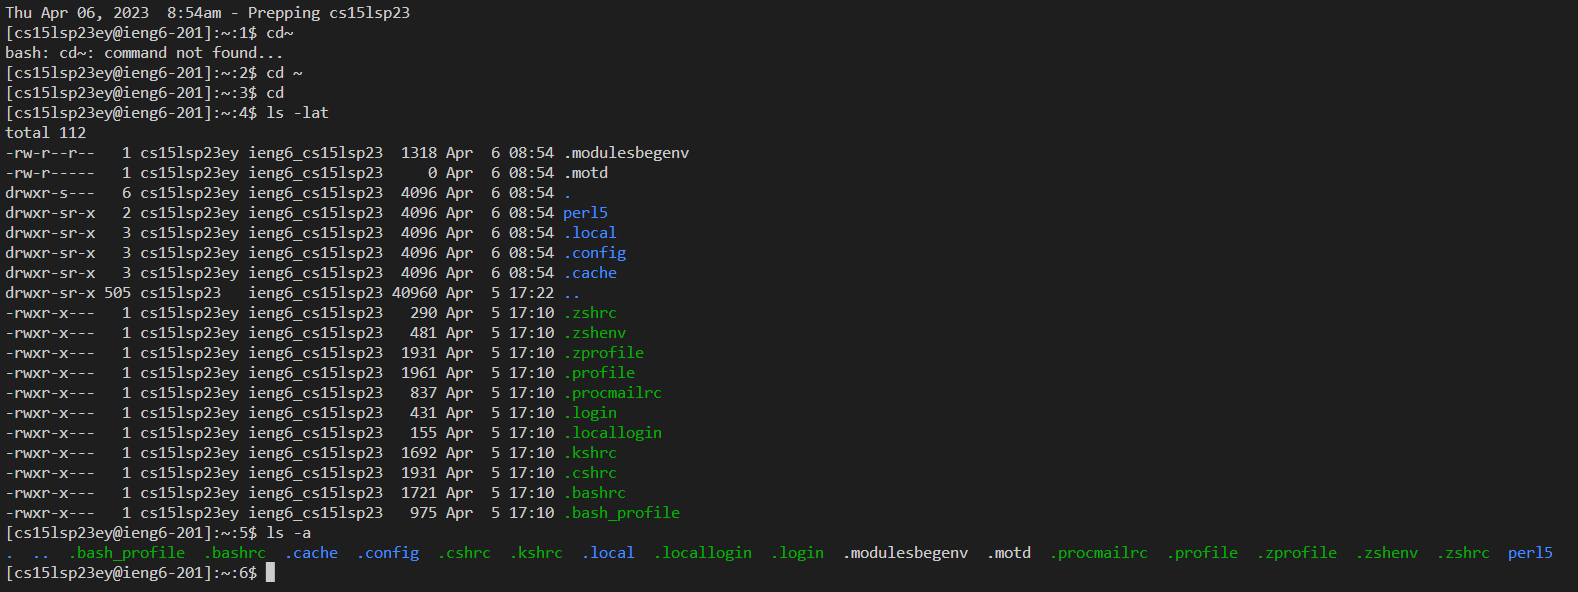 Thu Apr 06, 2023  8:54am - Prepping cs15lsp23
[cs15lsp23ey@ieng6-201]:~:1$ cd~
bash: cd~: command not found...
[cs15lsp23ey@ieng6-201]:~:2$ cd ~
[cs15lsp23ey@ieng6-201]:~:3$ cd
[cs15lsp23ey@ieng6-201]:~:4$ ls -lat
total 112
-rw-r--r--   1 cs15lsp23ey ieng6_cs15lsp23  1318 Apr  6 08:54 .modulesbegenv
-rw-r-----   1 cs15lsp23ey ieng6_cs15lsp23     0 Apr  6 08:54 .motd
drwxr-s---   6 cs15lsp23ey ieng6_cs15lsp23  4096 Apr  6 08:54 .
drwxr-sr-x   2 cs15lsp23ey ieng6_cs15lsp23  4096 Apr  6 08:54 perl5
drwxr-sr-x   3 cs15lsp23ey ieng6_cs15lsp23  4096 Apr  6 08:54 .local
drwxr-sr-x   3 cs15lsp23ey ieng6_cs15lsp23  4096 Apr  6 08:54 .config
drwxr-sr-x   3 cs15lsp23ey ieng6_cs15lsp23  4096 Apr  6 08:54 .cache
drwxr-sr-x 505 cs15lsp23   ieng6_cs15lsp23 40960 Apr  5 17:22 ..
-rwxr-x---   1 cs15lsp23ey ieng6_cs15lsp23   290 Apr  5 17:10 .zshrc
-rwxr-x---   1 cs15lsp23ey ieng6_cs15lsp23   481 Apr  5 17:10 .zshenv
-rwxr-x---   1 cs15lsp23ey ieng6_cs15lsp23  1931 Apr  5 17:10 .zprofile
-rwxr-x---   1 cs15lsp23ey ieng6_cs15lsp23  1961 Apr  5 17:10 .profile
-rwxr-x---   1 cs15lsp23ey ieng6_cs15lsp23   837 Apr  5 17:10 .procmailrc
-rwxr-x---   1 cs15lsp23ey ieng6_cs15lsp23   431 Apr  5 17:10 .login
-rwxr-x---   1 cs15lsp23ey ieng6_cs15lsp23   155 Apr  5 17:10 .locallogin
-rwxr-x---   1 cs15lsp23ey ieng6_cs15lsp23  1692 Apr  5 17:10 .kshrc
-rwxr-x---   1 cs15lsp23ey ieng6_cs15lsp23  1931 Apr  5 17:10 .cshrc
-rwxr-x---   1 cs15lsp23ey ieng6_cs15lsp23  1721 Apr  5 17:10 .bashrc
-rwxr-x---   1 cs15lsp23ey ieng6_cs15lsp23   975 Apr  5 17:10 .bash_profile
[cs15lsp23ey@ieng6-201]:~:5$ ls -a
.  ..  .bash_profile  .bashrc  .cache  .config  .cshrc  .kshrc  .local  .locallogin  .login  .modulesbegenv  .motd  .procmailrc  .profile  .zprofile  .zshenv  .zshrc  perl5
[cs15lsp23ey@ieng6-201]:~:6$